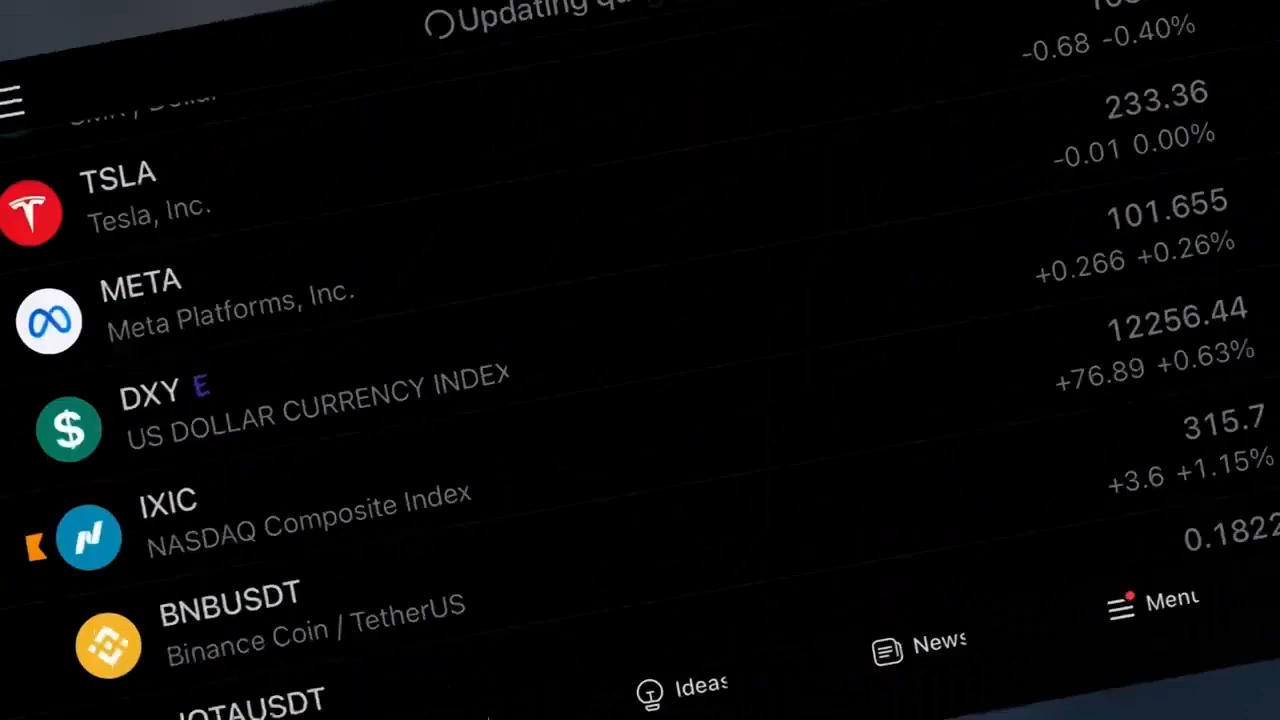 Updating
TSLA
Tesla, Inc.
-0.68 -0.40%
META
233.36
Meta Platforms, Inc.
-0.01 0.00%
DXY E
101.655
US DOLLAR CURRENCY INDEX
+0.266 +0.26%
IXIC
12256.44
NASDAQ Composite Index
+76.89 +0.63%
BNBUSDT
315.7
Binance Coin / TetherUS
+3.6 +1.15%
IOTAUSDT
0.1822
Ideas
News
Menu